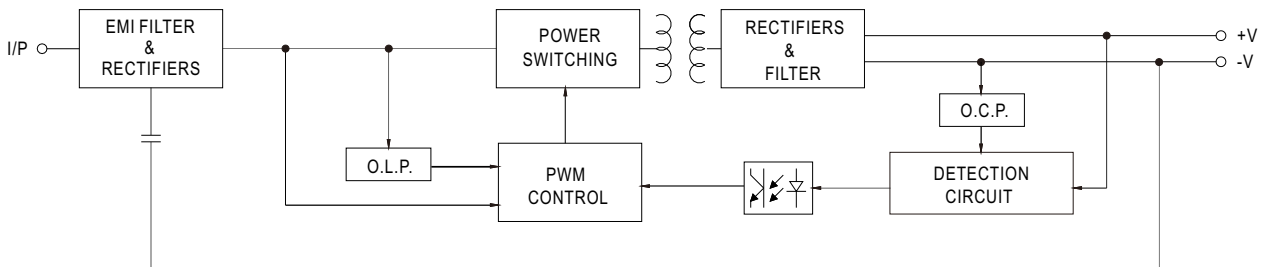 I/P
EMI FILTER
&
RECTIFIERS
POWER
SWITCHING
RECTIFIERS
&
FILTER
+V
-V
O.C.P.
O.L.P.
PWM
CONTROL
DETECTION
CIRCUIT